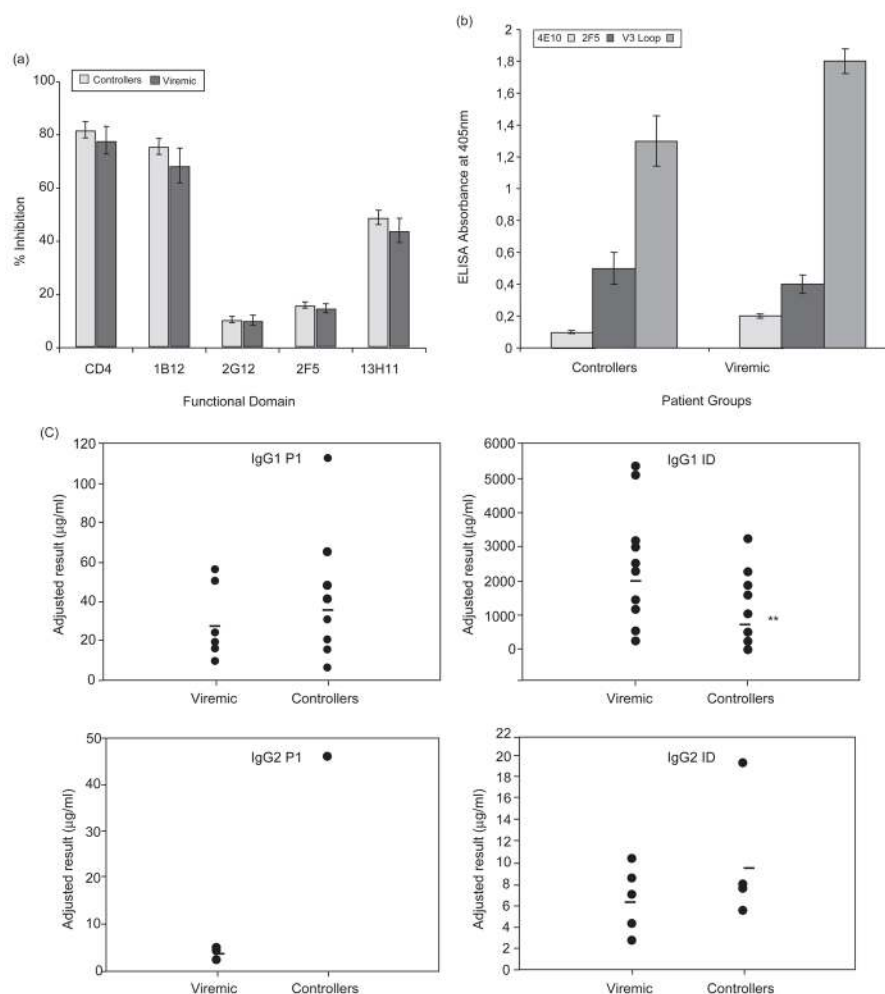 (a)
Controllers Viremic
100
80
60
40
20
0
% Inhibition
CD4 1B12 2G12 2F5 13H11
Functional Domain
(b)
4E10 2F5 V3 Loop
2
1,8
1,6
1,4
1,2
1
0,8
0,6
0,4
0,2
0
ELISA Absorbance at 405nm
Controllers Viremic
Patient Groups
(C)
IgG1 P1
120
100
80
60
40
20
0
Adjusted result (µg/ml)
Viremic Controllers
IgG1 ID
6000
5000
4000
3000
2000
1000
0
Adjusted result (µg/ml)
**
Viremic Controllers
IgG2 P1
50
40
30
20
10
0
Adjusted result (µg/ml)
Viremic Controllers
IgG2 ID
22
20
18
16
14
12
10
8
6
4
2
0
Adjusted result (µg/ml)
Viremic Controllers